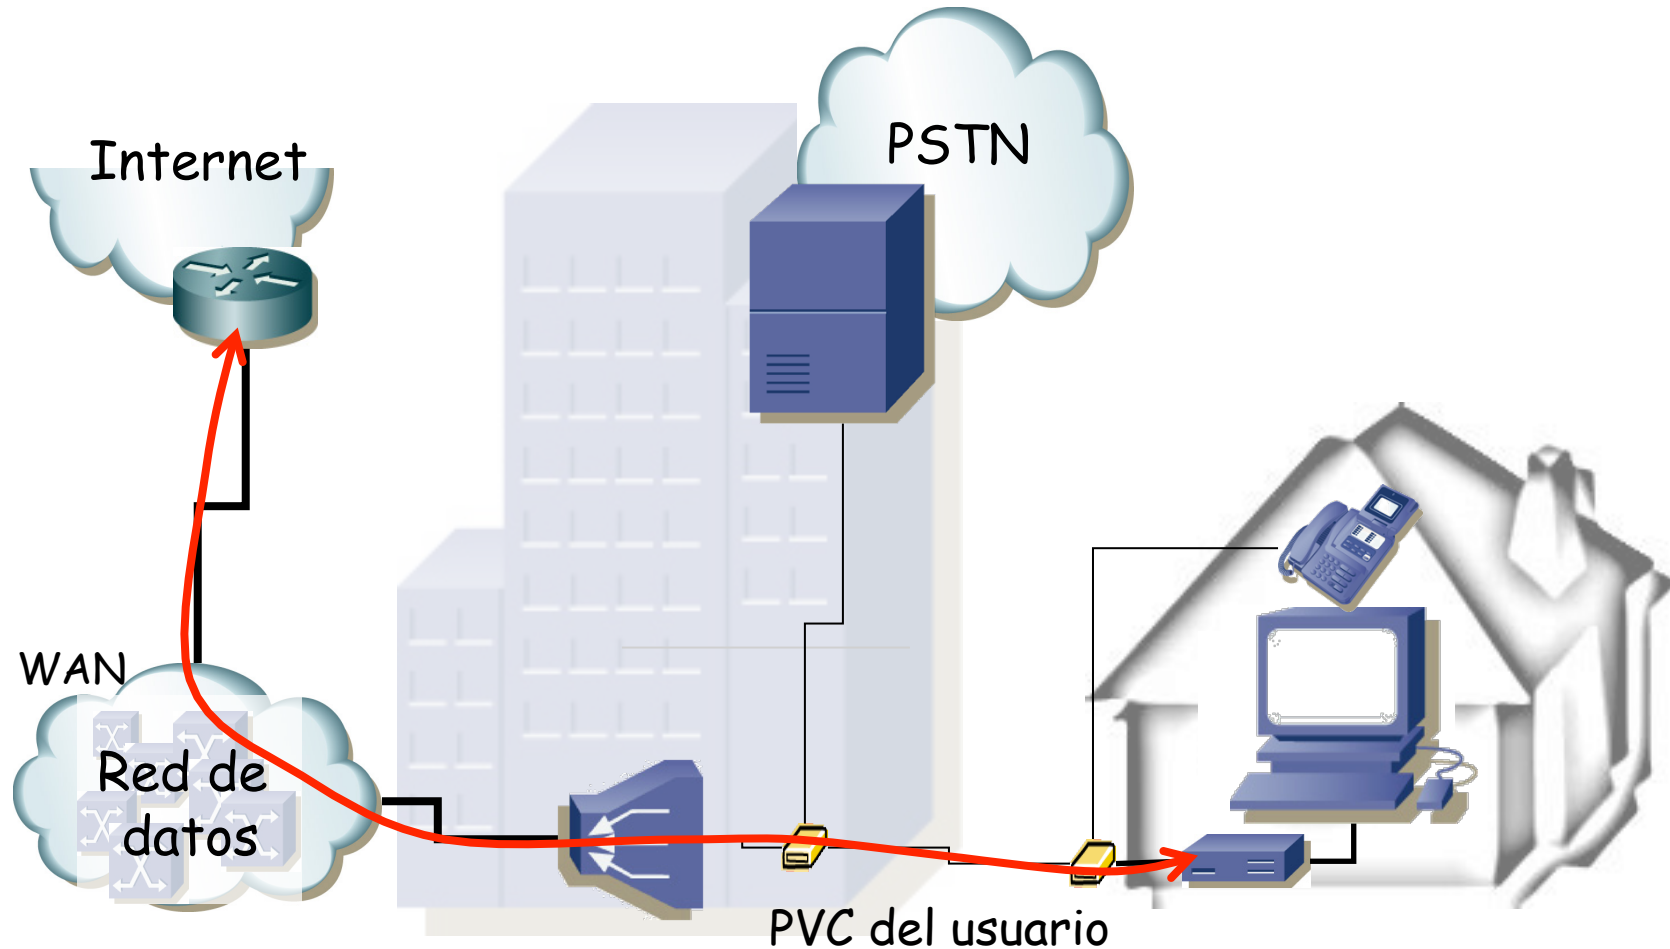 PSTN
Internet
WAN
Red de
datos
PVC del usuario